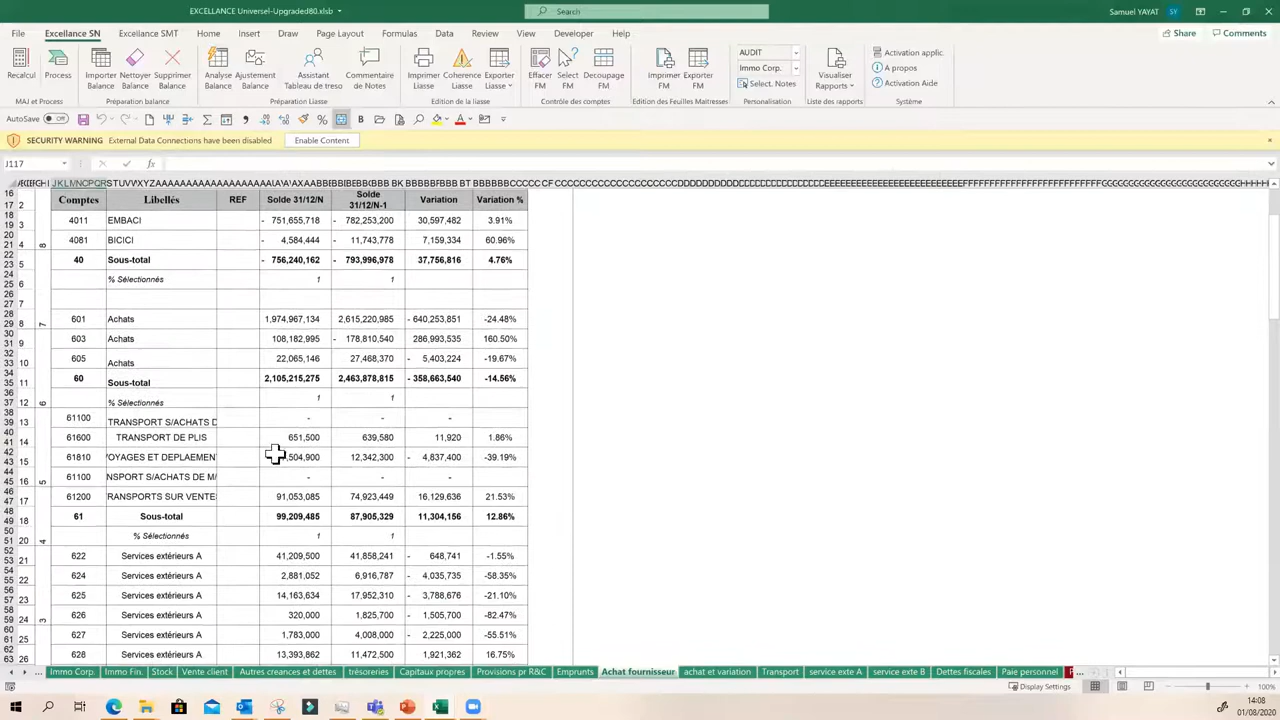 EXCELLANCE Universel-Upgraded80.xlsb
Search
Samuel YAYAT
File Excellance SN Excellance SMT Home Insert Draw Page Layout Formulas Data Review View Developer Help Share Comments
Recalcul Process Importer Balance Nettoyer Balance Supprimer Balance Analyse Balance Ajustement Balance Assistant Tableau de treso Commentaire de Notes Imprimer Liasse Coherence Liasse Exporter Liasse Effacer FM Select FM Decoupage FM Imprimer FM Exporter FM AUDIT Immo Corp. Select. Notes Visualiser Rapports Activation applic. A propos Activation Aide
MAJ et Process Préparation balance Préparation Liasse Edition de la liasse Contrôle des comptes Edition des Feuilles Maitresses Personalisation Liste des rapports Système
AutoSave Off
SECURITY WARNING External Data Connections have been disabled Enable Content
J117 fx
Comptes Libellés REF Solde 31/12/N Solde 31/12/N-1 Variation Variation %
4011 EMBACI - 751,655,718 - 782,253,200 30,597,482 3.91%
4081 BICICI - 4,584,444 - 11,743,778 7,159,334 60.96%
40 Sous-total - 756,240,162 - 793,996,978 37,756,816 4.76%
% Sélectionnés 1 1
601 Achats 1,974,967,134 2,615,220,985 - 640,253,851 -24.48%
603 Achats 108,182,995 - 178,810,540 286,993,535 160.50%
605 Achats 22,065,146 27,468,370 - 5,403,224 -19.67%
60 Sous-total 2,105,215,275 2,463,878,815 - 358,663,540 -14.56%
% Sélectionnés 1 1
61100 TRANSPORT S/ACHATS D - - -
61600 TRANSPORT DE PLIS 651,500 639,580 11,920 1.86%
61810 OYAGES ET DEPLAEMEN 504,900 12,342,300 - 4,837,400 -39.19%
61100 NSPORT S/ACHATS DE M/ - - -
61200 RANSPORTS SUR VENTES 91,053,085 74,923,449 16,129,636 21.53%
61 Sous-total 99,209,485 87,905,329 11,304,156 12.86%
% Sélectionnés 1 1
622 Services extérieurs A 41,209,500 41,858,241 - 648,741 -1.55%
624 Services extérieurs A 2,881,052 6,916,787 - 4,035,735 -58.35%
625 Services extérieurs A 14,163,634 17,952,310 - 3,788,676 -21.10%
626 Services extérieurs A 320,000 1,825,700 - 1,505,700 -82.47%
627 Services extérieurs A 1,783,000 4,008,000 - 2,225,000 -55.51%
628 Services extérieurs A 13,393,862 11,472,500 1,921,362 16.75%
... Immo Corp. Immo Fin. Stock Vente client Autres creances et dettes trésoreries Capitaux propres Provisions pr R&C Emprunts Achat fournisseur achat et variation Transport service exte A service exte B Dettes fiscales Paie personnel ...
Display Settings 100%
14:08
01/08/2020